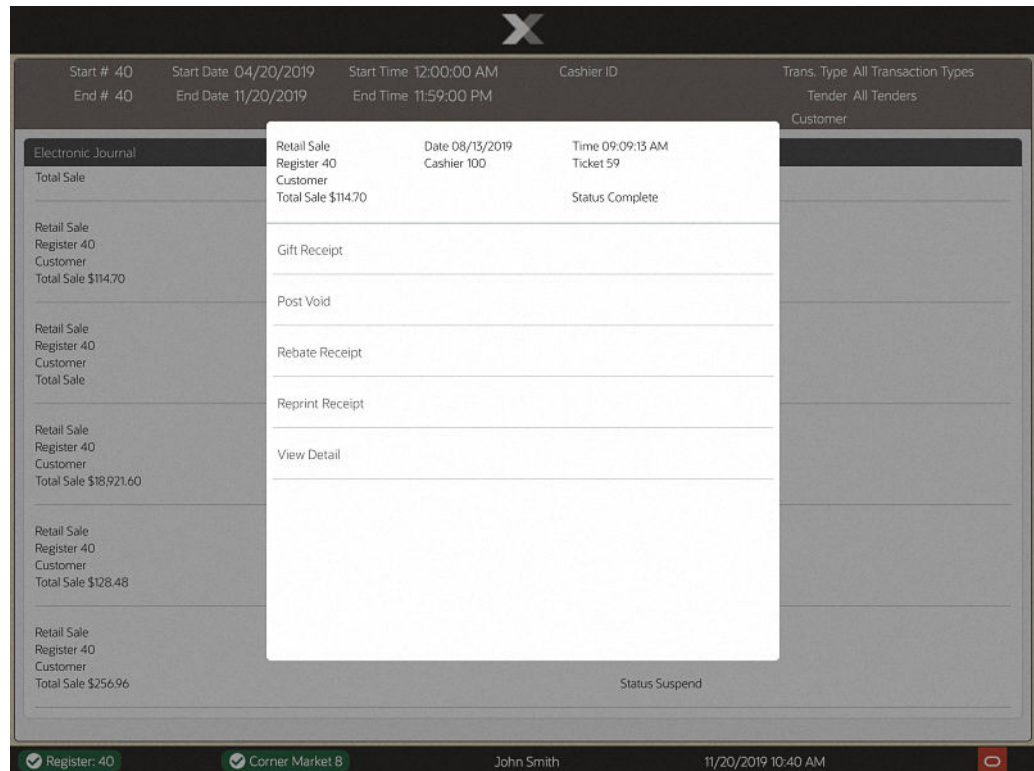 Start # 40 Start Date 04/20/2019 Start Time 12:00:00 AM Cashier ID Trans. Type All Transaction Types
End # 40 End Date 11/20/2019 End Time 11:59:00 PM Tender All Tenders
Customer
Electronic Journal
Total Sale
Retail Sale
Register 40
Customer
Total Sale $114.70
Retail Sale
Register 40
Customer
Total Sale
Retail Sale
Register 40
Customer
Total Sale $18,921.60
Retail Sale
Register 40
Customer
Total Sale $128.48
Retail Sale
Register 40
Customer
Total Sale $256.96 Status Suspend
Retail Sale Date 08/13/2019 Time 09:09:13 AM
Register 40 Cashier 100 Ticket 59
Customer
Total Sale $114.70 Status Complete
Gift Receipt
Post Void
Rebate Receipt
Reprint Receipt
View Detail
Register: 40 Corner Market 8 John Smith 11/20/2019 10:40 AM